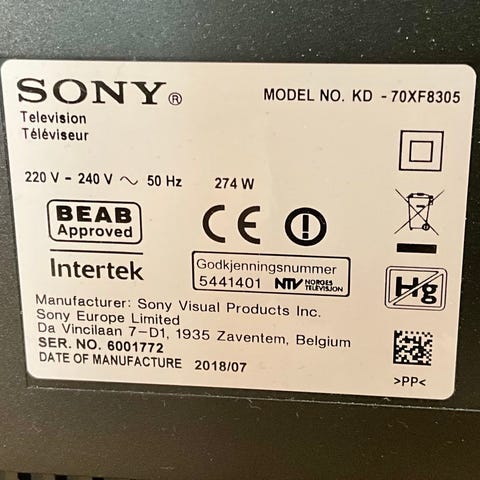 SONY®
MODEL NO. KD - 70XF8305
Television
Téléviseur
220 V - 240 V ~ 50 Hz 274 W
BEAB
Approved
CE
Intertek
Godkjenningsnummer
5441401 NTV NORGES
TELEVISJON
Hg
Manufacturer: Sony Visual Products Inc.
Sony Europe Limited
Da Vincilaan 7-D1, 1935 Zaventem, Belgium
SER. NO. 6001772
DATE OF MANUFACTURE 2018/07
>PP<